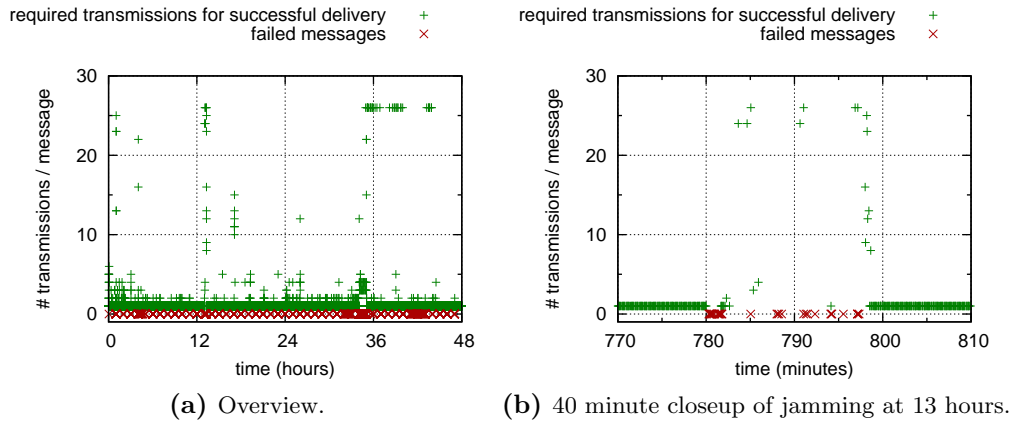 required transmissions for successful delivery +
failed messages ×
# transmissions / message
30
20
10
0
0 12 24 36 48
time (hours)
(a) Overview.
required transmissions for successful delivery +
failed messages ×
# transmissions / message
30
20
10
0
770 780 790 800 810
time (minutes)
(b) 40 minute closeup of jamming at 13 hours.